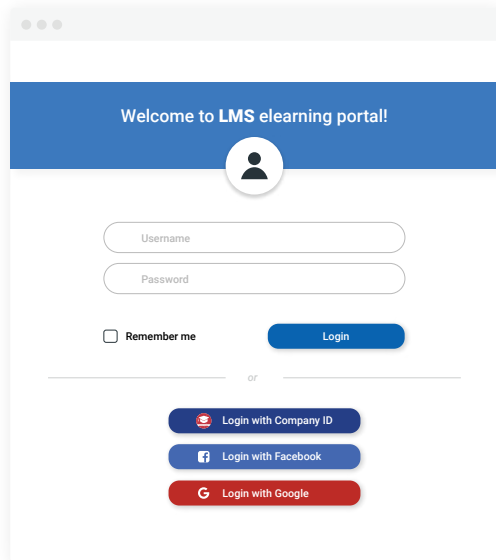 Welcome to LMS elearning portal!
Username
Password
Remember me
Login
or
Login with Company ID
Login with Facebook
Login with Google